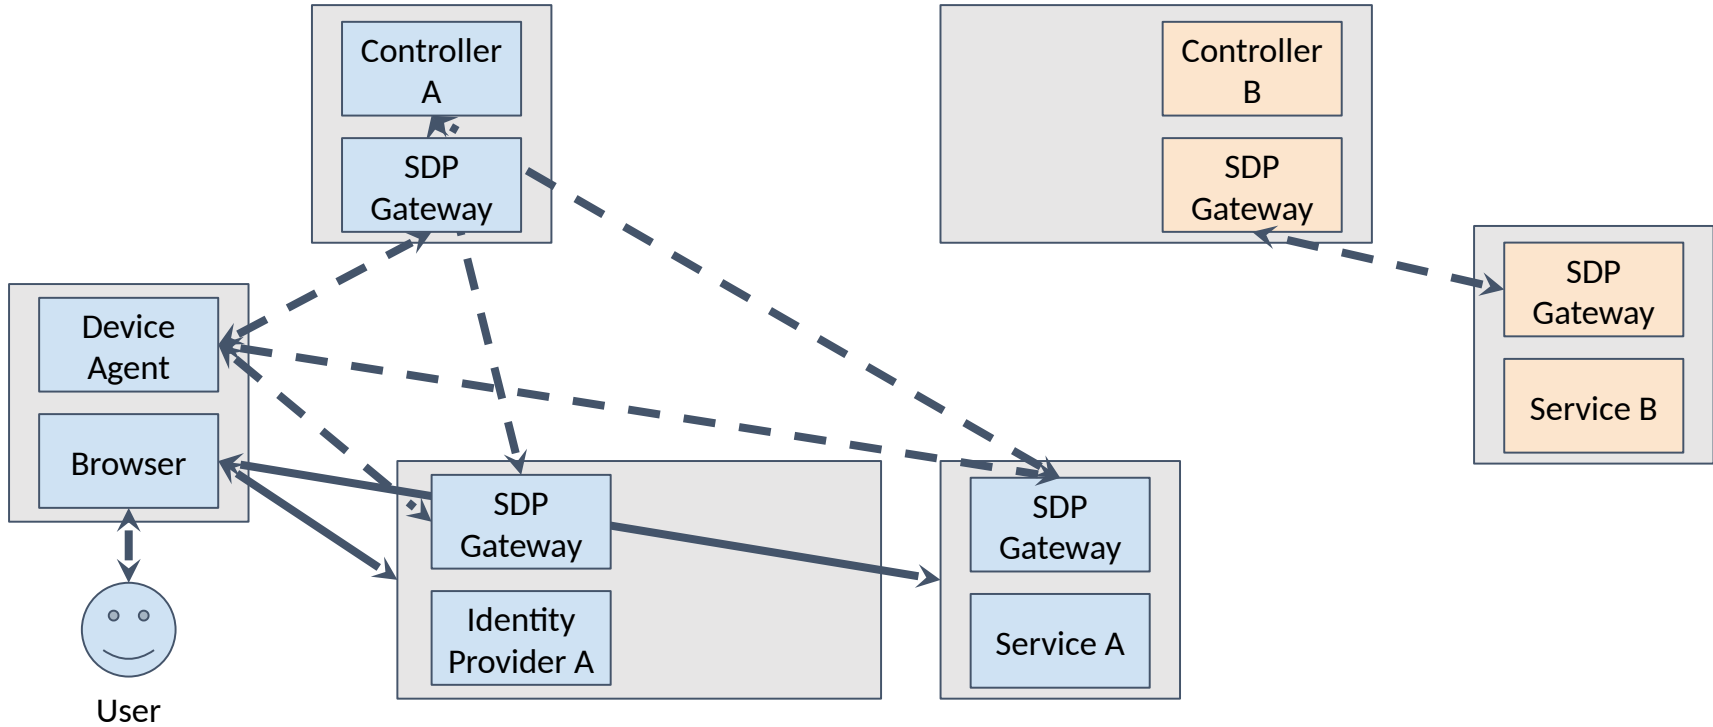 Controller
A
SDP
Gateway
Controller
B
SDP
Gateway
SDP
Gateway
Service B
Device
Agent
Browser
User
SDP
Gateway
Identity
Provider A
SDP
Gateway
Service A